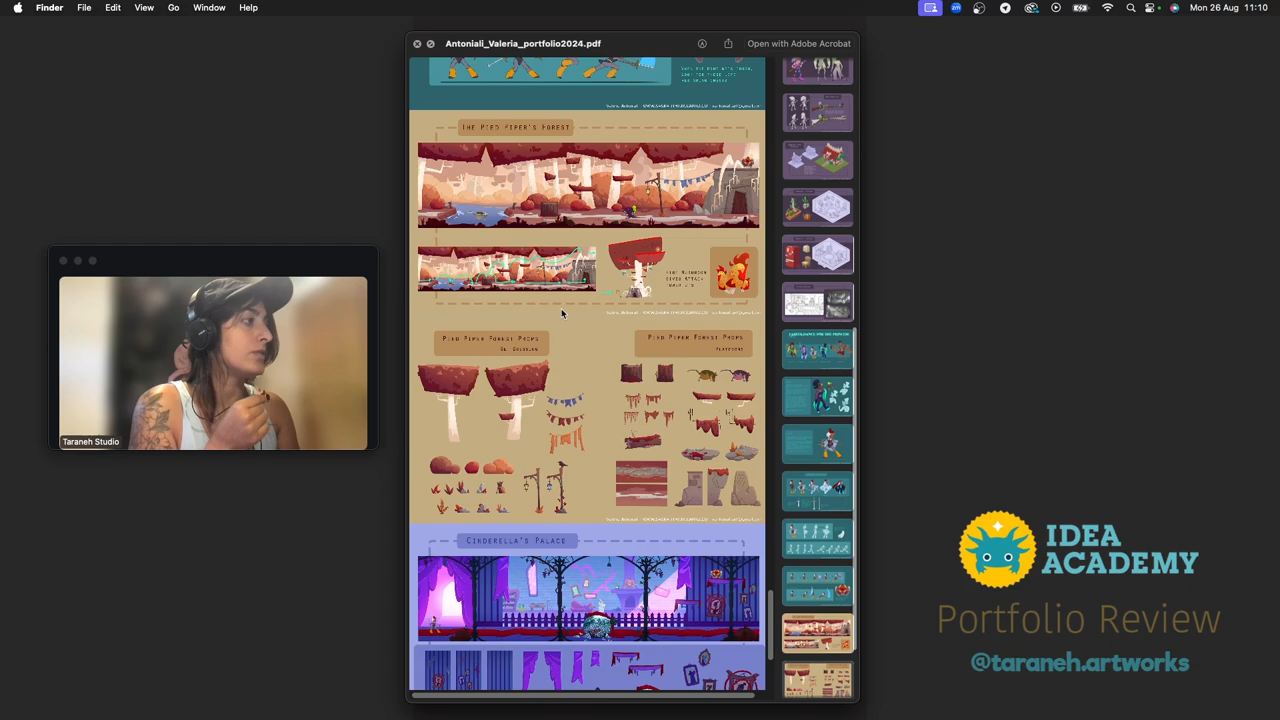 Finder File Edit View Go Window Help
Mon 26 Aug 11:10
Antoniali_Valeria_portfolio2024.pdf
Open with Adobe Acrobat
The Pied Piper's Forest
Pied Piper Forest Props
Pied Piper Forest Props
Platforms
Cinderella's Palace
Taraneh Studio
IDEA
ACADEMY
Portfolio Review
@taraneh.artworks